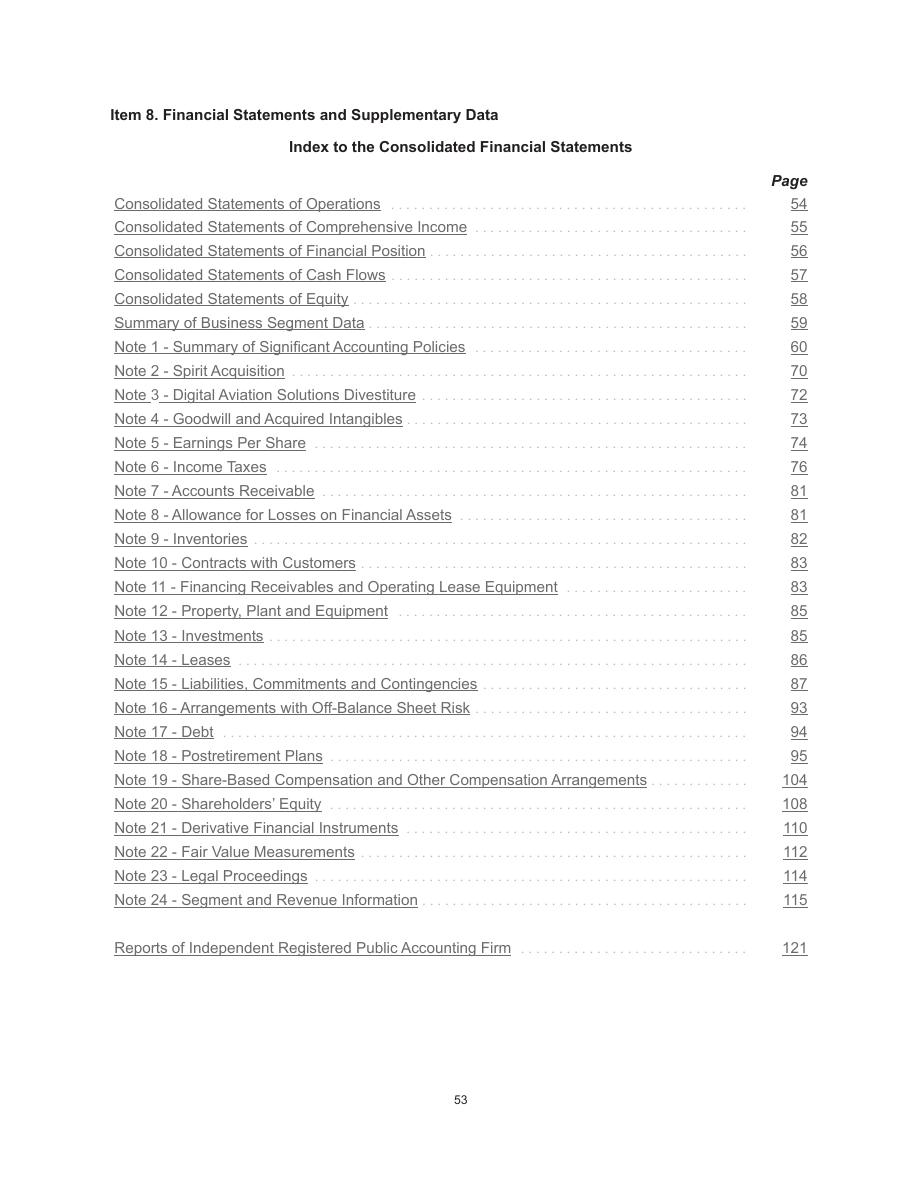 Item 8. Financial Statements and Supplementary Data
Index to the Consolidated Financial Statements
Page
Consolidated Statements of Operations 54
Consolidated Statements of Comprehensive Income 55
Consolidated Statements of Financial Position 56
Consolidated Statements of Cash Flows 57
Consolidated Statements of Equity 58
Summary of Business Segment Data 59
Note 1 - Summary of Significant Accounting Policies 60
Note 2 - Spirit Acquisition 70
Note 3 - Digital Aviation Solutions Divestiture 72
Note 4 - Goodwill and Acquired Intangibles 73
Note 5 - Earnings Per Share 74
Note 6 - Income Taxes 76
Note 7 - Accounts Receivable 81
Note 8 - Allowance for Losses on Financial Assets 81
Note 9 - Inventories 82
Note 10 - Contracts with Customers 83
Note 11 - Financing Receivables and Operating Lease Equipment 83
Note 12 - Property, Plant and Equipment 85
Note 13 - Investments 85
Note 14 - Leases 86
Note 15 - Liabilities, Commitments and Contingencies 87
Note 16 - Arrangements with Off-Balance Sheet Risk 93
Note 17 - Debt 94
Note 18 - Postretirement Plans 95
Note 19 - Share-Based Compensation and Other Compensation Arrangements 104
Note 20 - Shareholders’ Equity 108
Note 21 - Derivative Financial Instruments 110
Note 22 - Fair Value Measurements 112
Note 23 - Legal Proceedings 114
Note 24 - Segment and Revenue Information 115
Reports of Independent Registered Public Accounting Firm 121
53